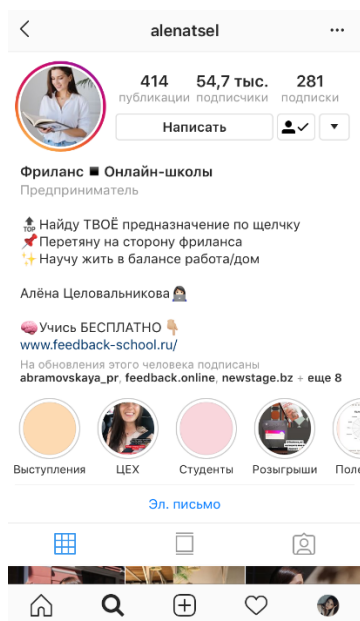 alenatsel
414 54,7 тыс. 281
публикации подписчики подписки
Написать
Фриланс ◾ Онлайн-школы
Предприниматель
🔝 Найду ТВОЁ предназначение по щелчку
📌 Перетяну на сторону фриланса
✨ Научу жить в балансе работа/дом
Алёна Целовальникова 👩🏻‍💻
🧠 Учись БЕСПЛАТНО 👇🏼
www.feedback-school.ru/
На обновления этого человека подписаны
abramovskaya_pr, feedback.online, newstage.bz + еще 8
Выступления ЦЕХ Студенты Розыгрыши Поле
Эл. письмо